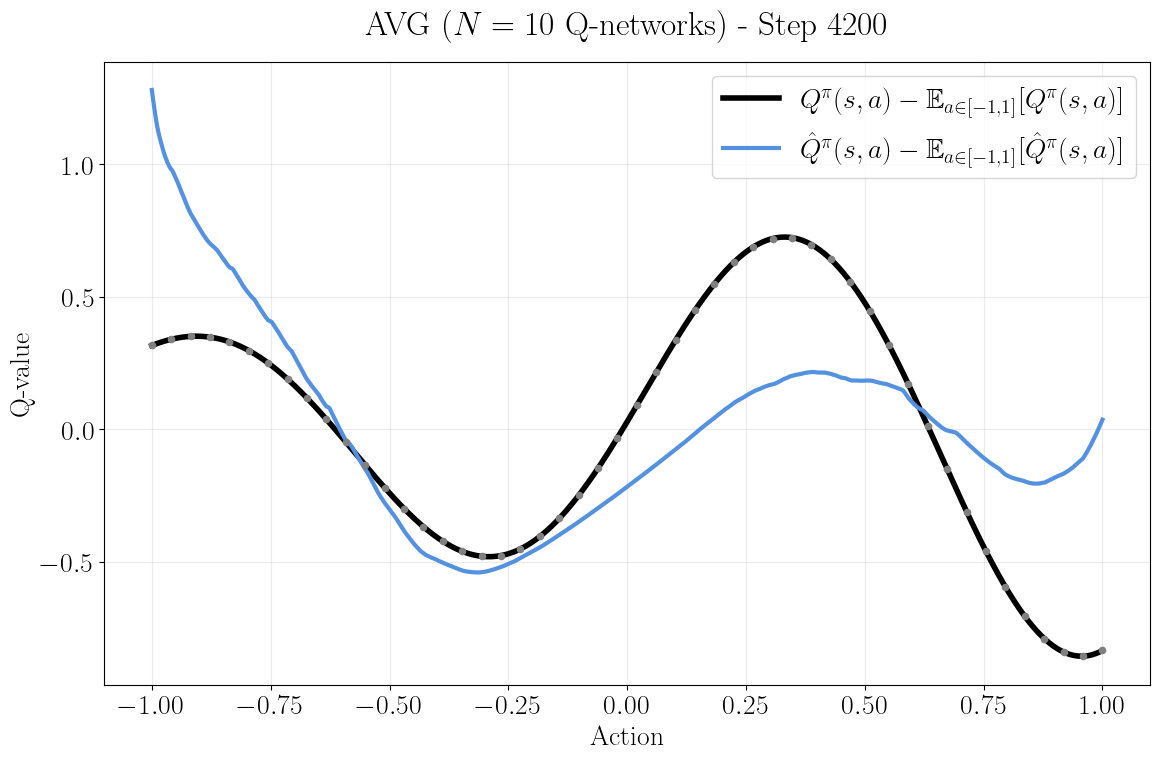 AVG (N = 10 Q-networks) - Step 4200
Q^π(s, a) − 𝔼_{a∈[−1,1]}[Q^π(s, a)]
Q̂^π(s, a) − 𝔼_{a∈[−1,1]}[Q̂^π(s, a)]
Q-value
1.0
0.5
0.0
−0.5
−1.00 −0.75 −0.50 −0.25 0.00 0.25 0.50 0.75 1.00
Action